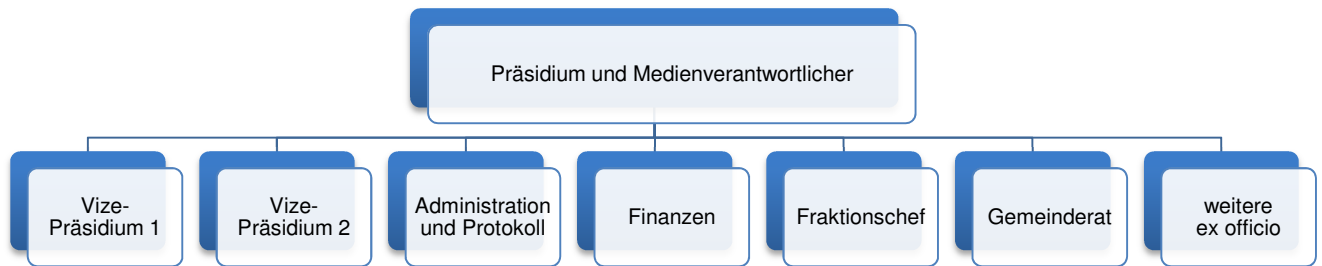 Präsidium und Medienverantwortlicher
Vize-
Präsidium 1
Vize-
Präsidium 2
Administration
und Protokoll
Finanzen
Fraktionschef
Gemeinderat
weitere
ex officio